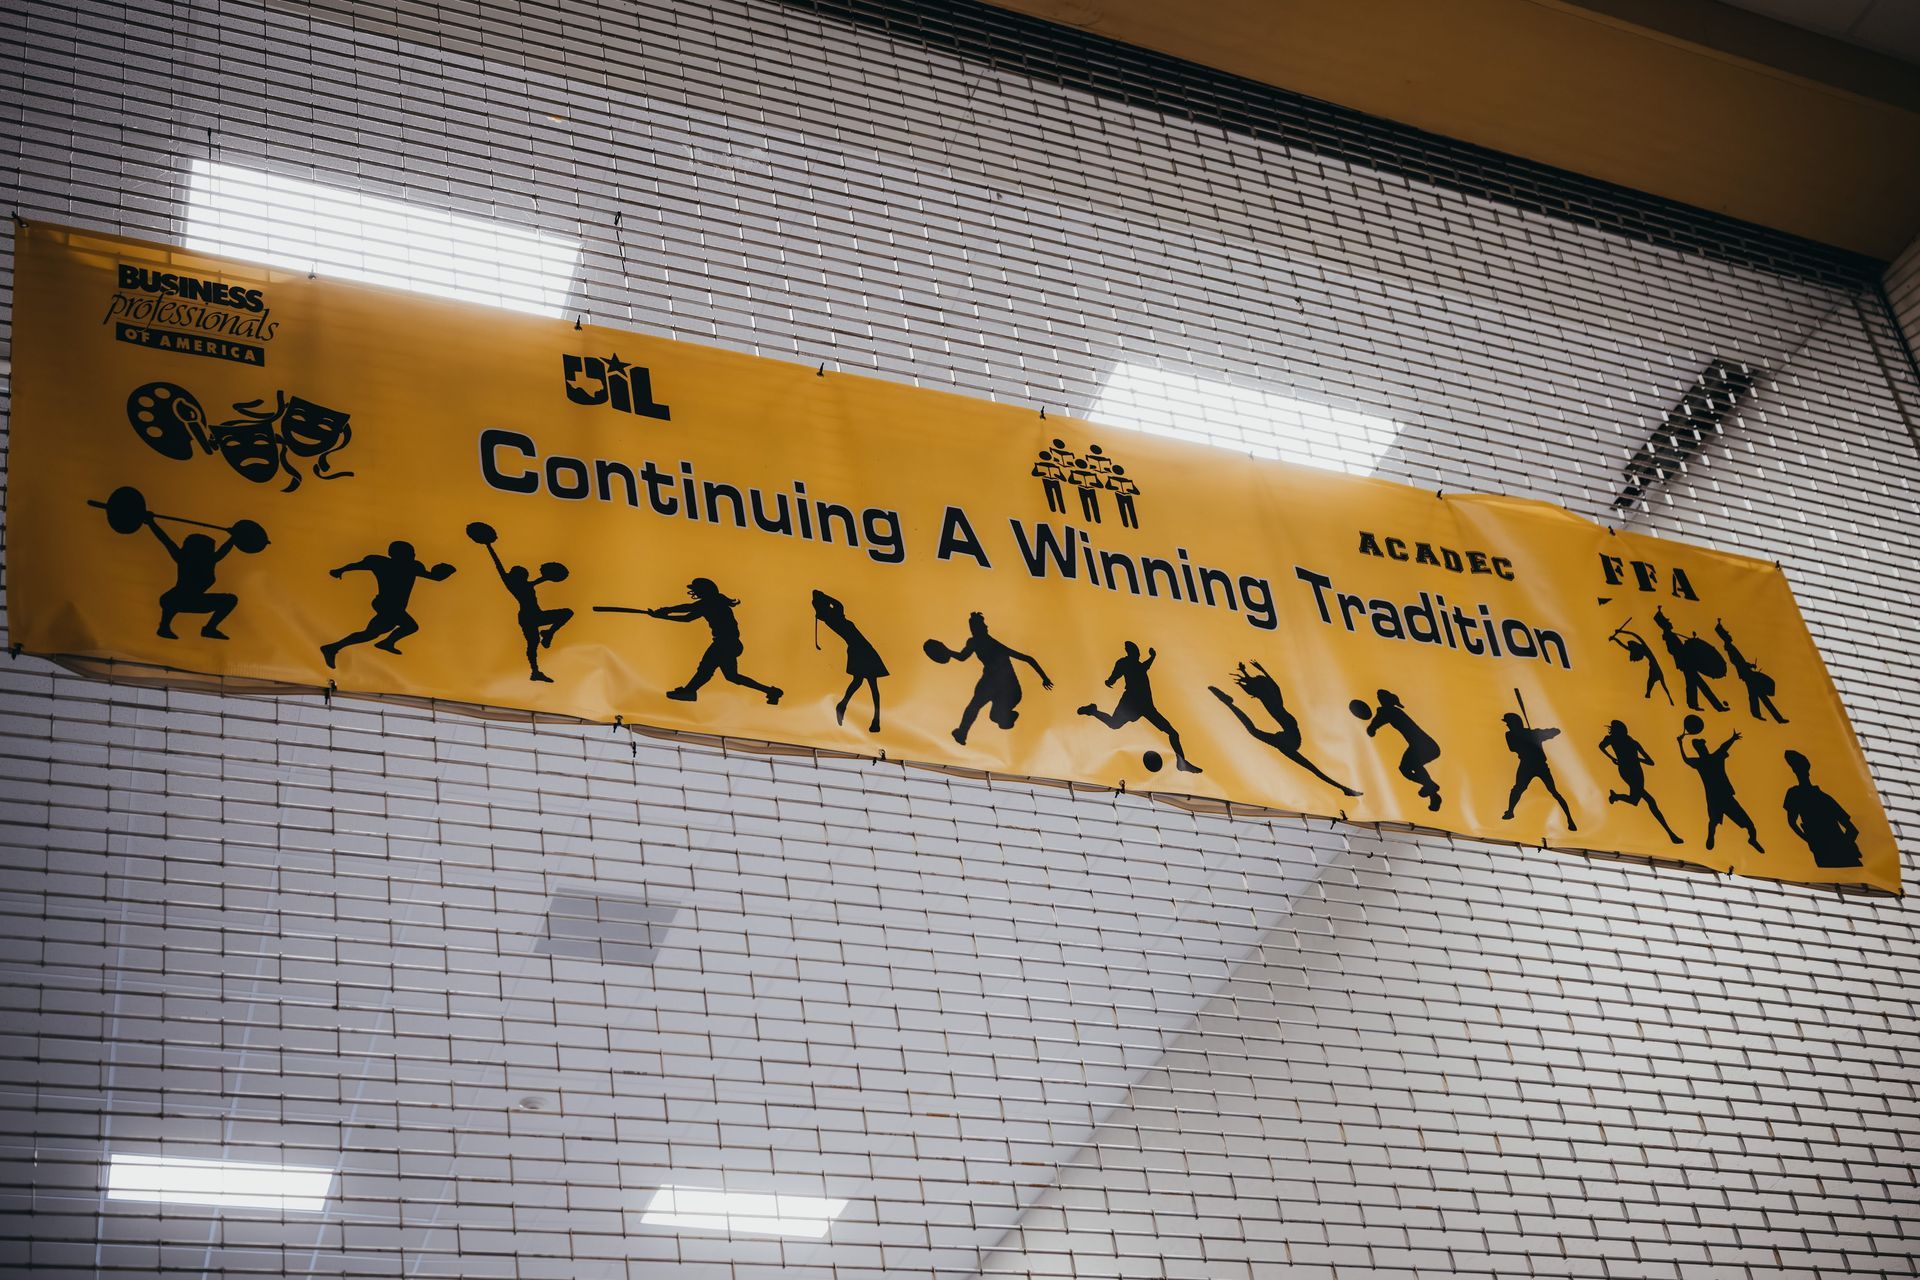 BUSINESS
professionals
OF AMERICA
UiL
Continuing A Winning Tradition
ACADEC
FFA